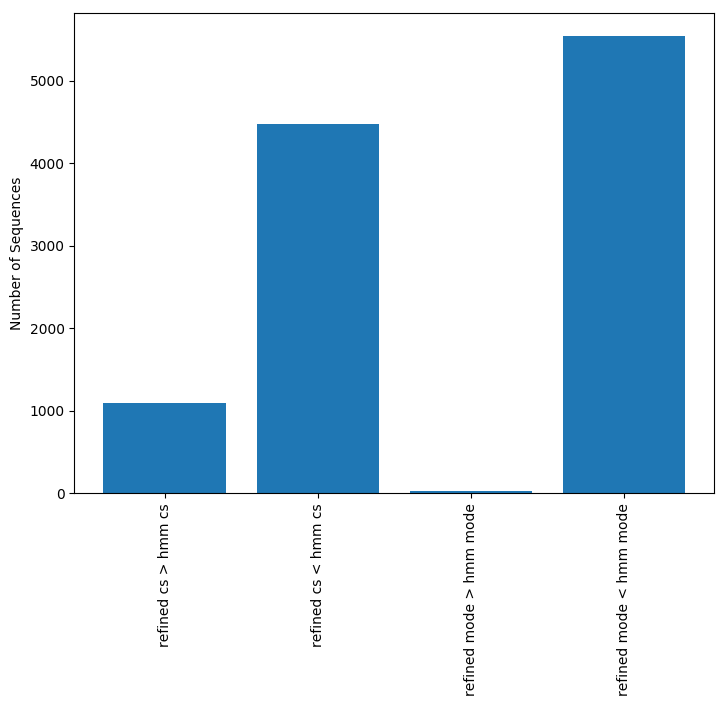 Number of Sequences
5000
4000
3000
2000
1000
0
refined cs > hmm cs
refined cs < hmm cs
refined mode > hmm mode
refined mode < hmm mode